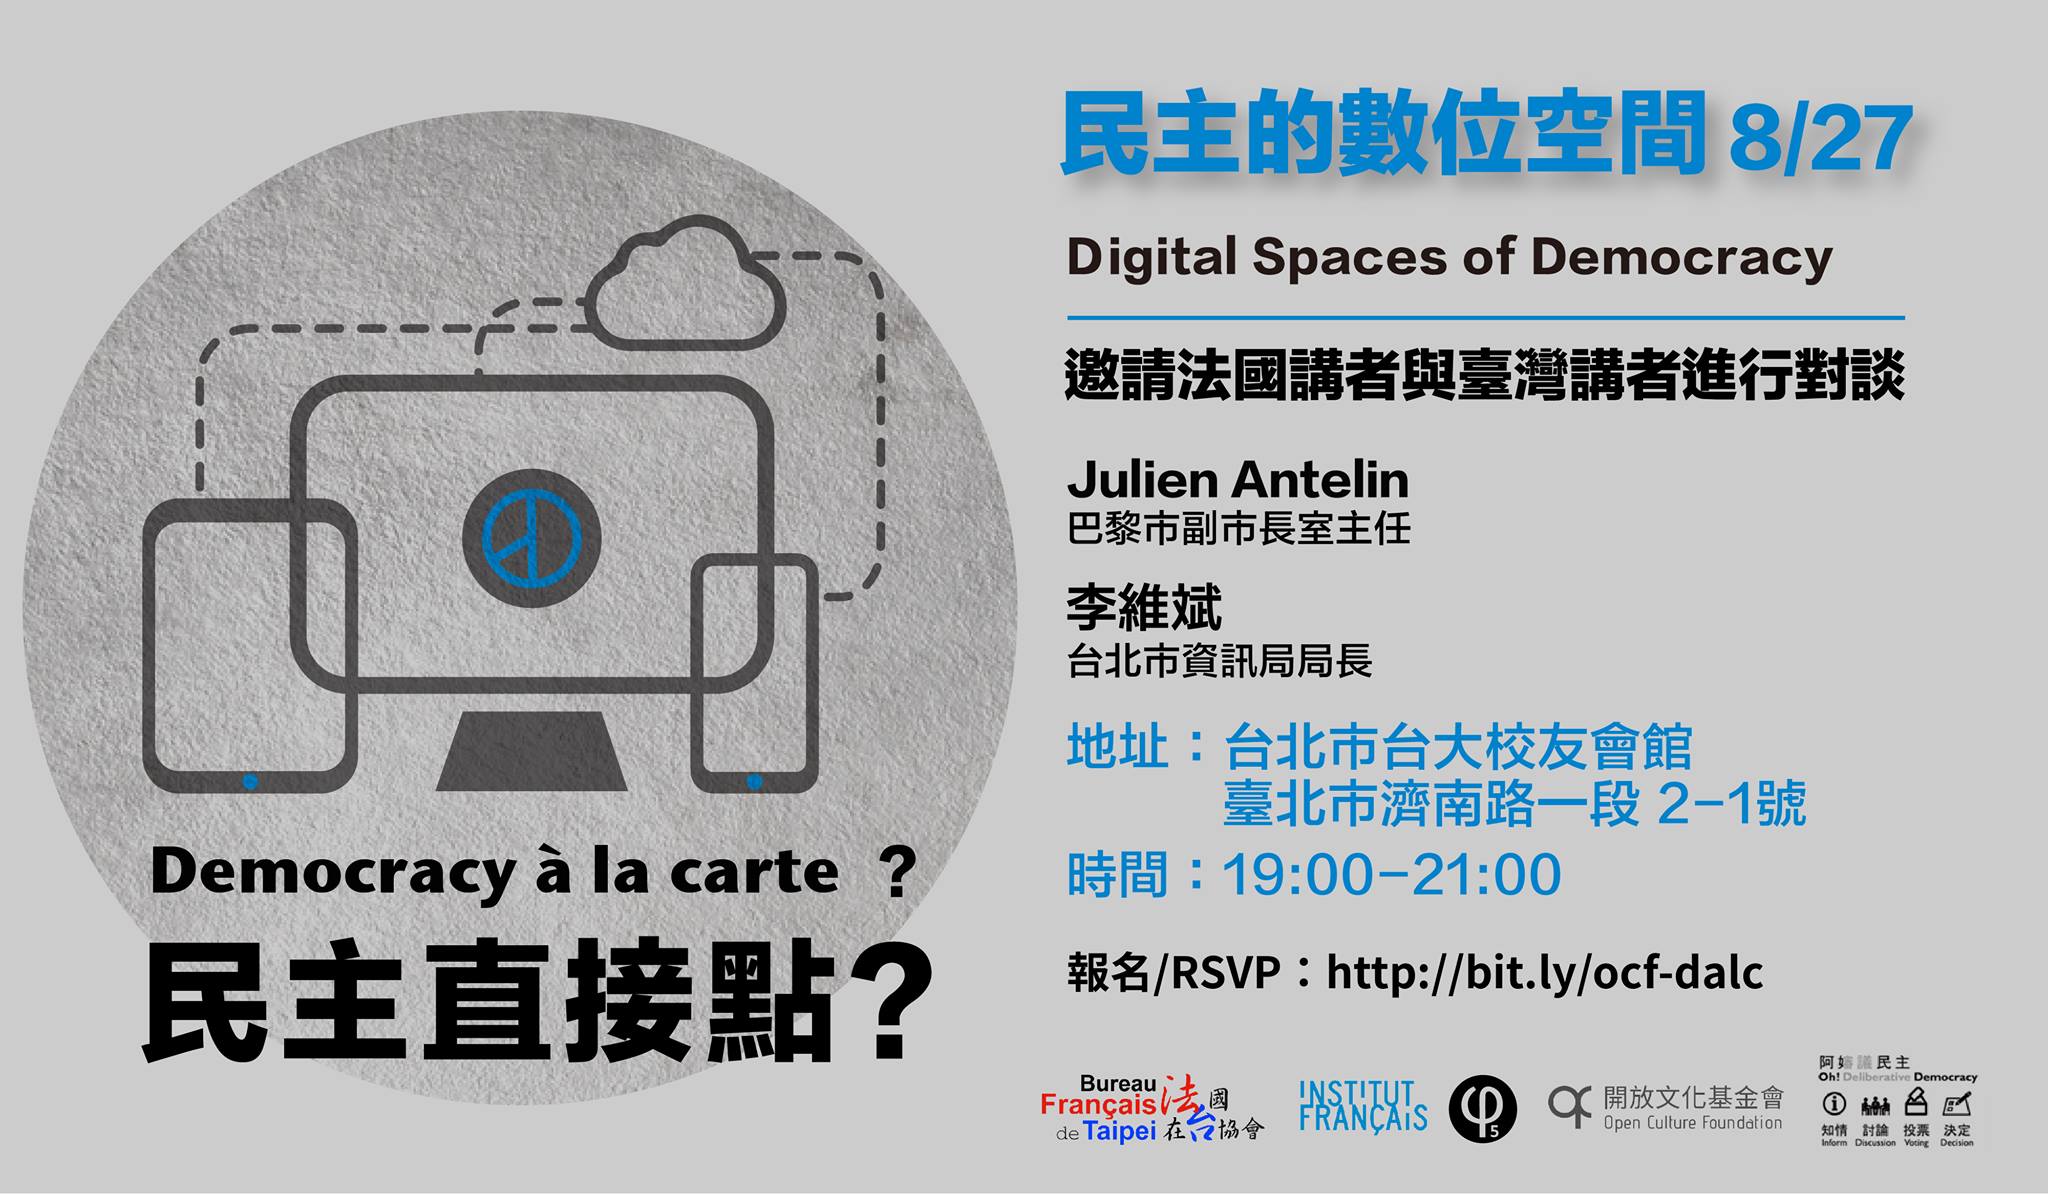 民主的數位空間 8/27
Digital Spaces of Democracy
邀請法國講者與臺灣講者進行對談
Julien Antelin
巴黎市副市長室主任
李維斌
台北市資訊局局長
地址：台北市台大校友會館
臺北市濟南路一段 2-1號
時間：19:00-21:00
報名/RSVP：http://bit.ly/ocf-dalc
Democracy à la carte ?
民主直接點?
Bureau
Français
de Taipei
法國
在台協會
INSTITUT
FRANÇAIS
φ5
開放文化基金會
Open Culture Foundation
阿嬸議民主
Oh! Deliberative Democracy
知情 討論 投票 決定
Inform Discussion Voting Decision